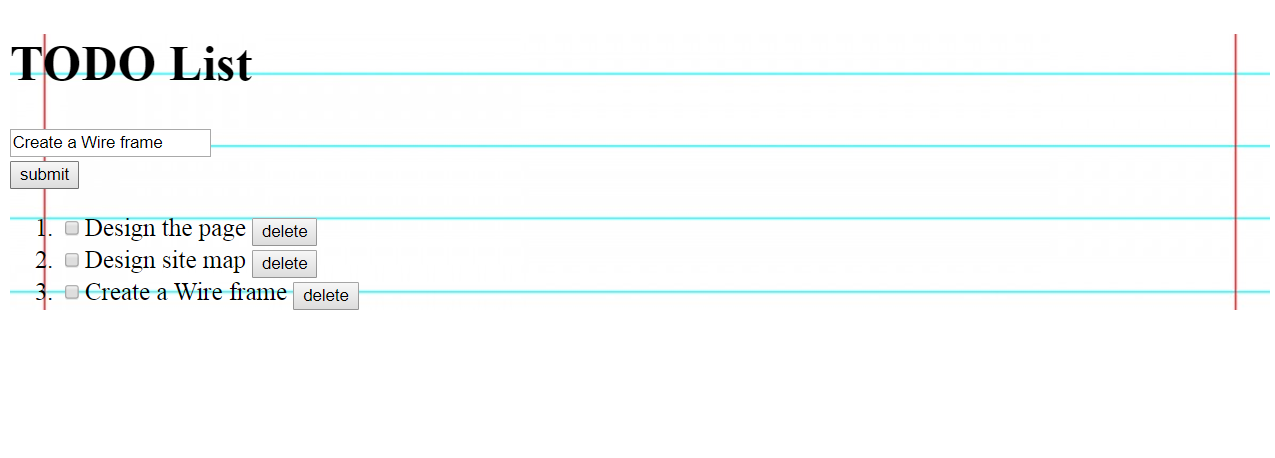 TODO List
Create a Wire frame
submit
1. Design the page delete
2. Design site map delete
3. Create a Wire frame delete